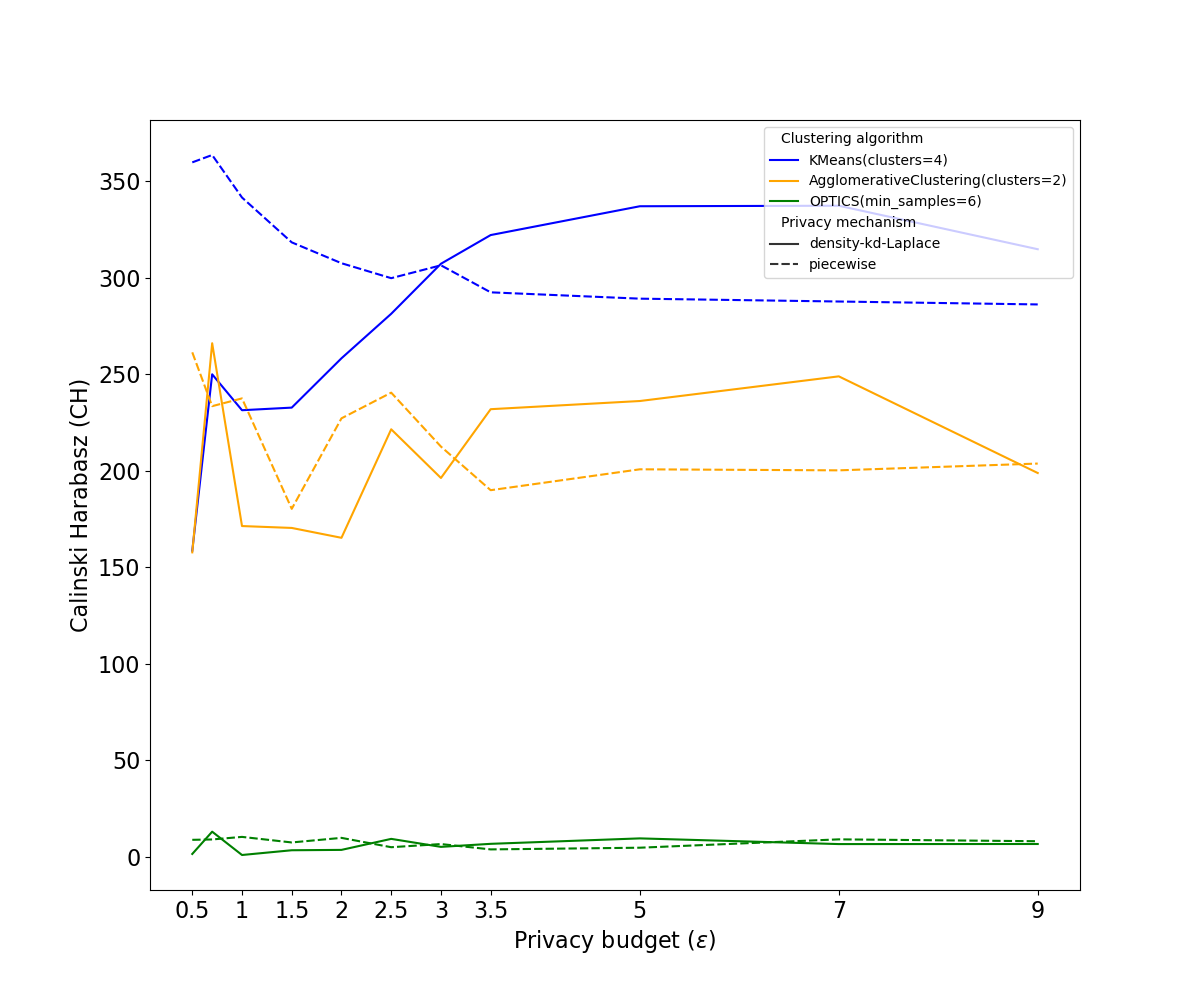 Clustering algorithm
KMeans(clusters=4)
AgglomerativeClustering(clusters=2)
OPTICS(min_samples=6)
Privacy mechanism
density-kd-Laplace
piecewise
350
300
250
200
150
100
50
0
Calinski Harabasz (CH)
0.5 1 1.5 2 2.5 3 3.5 5 7 9
Privacy budget (ε)